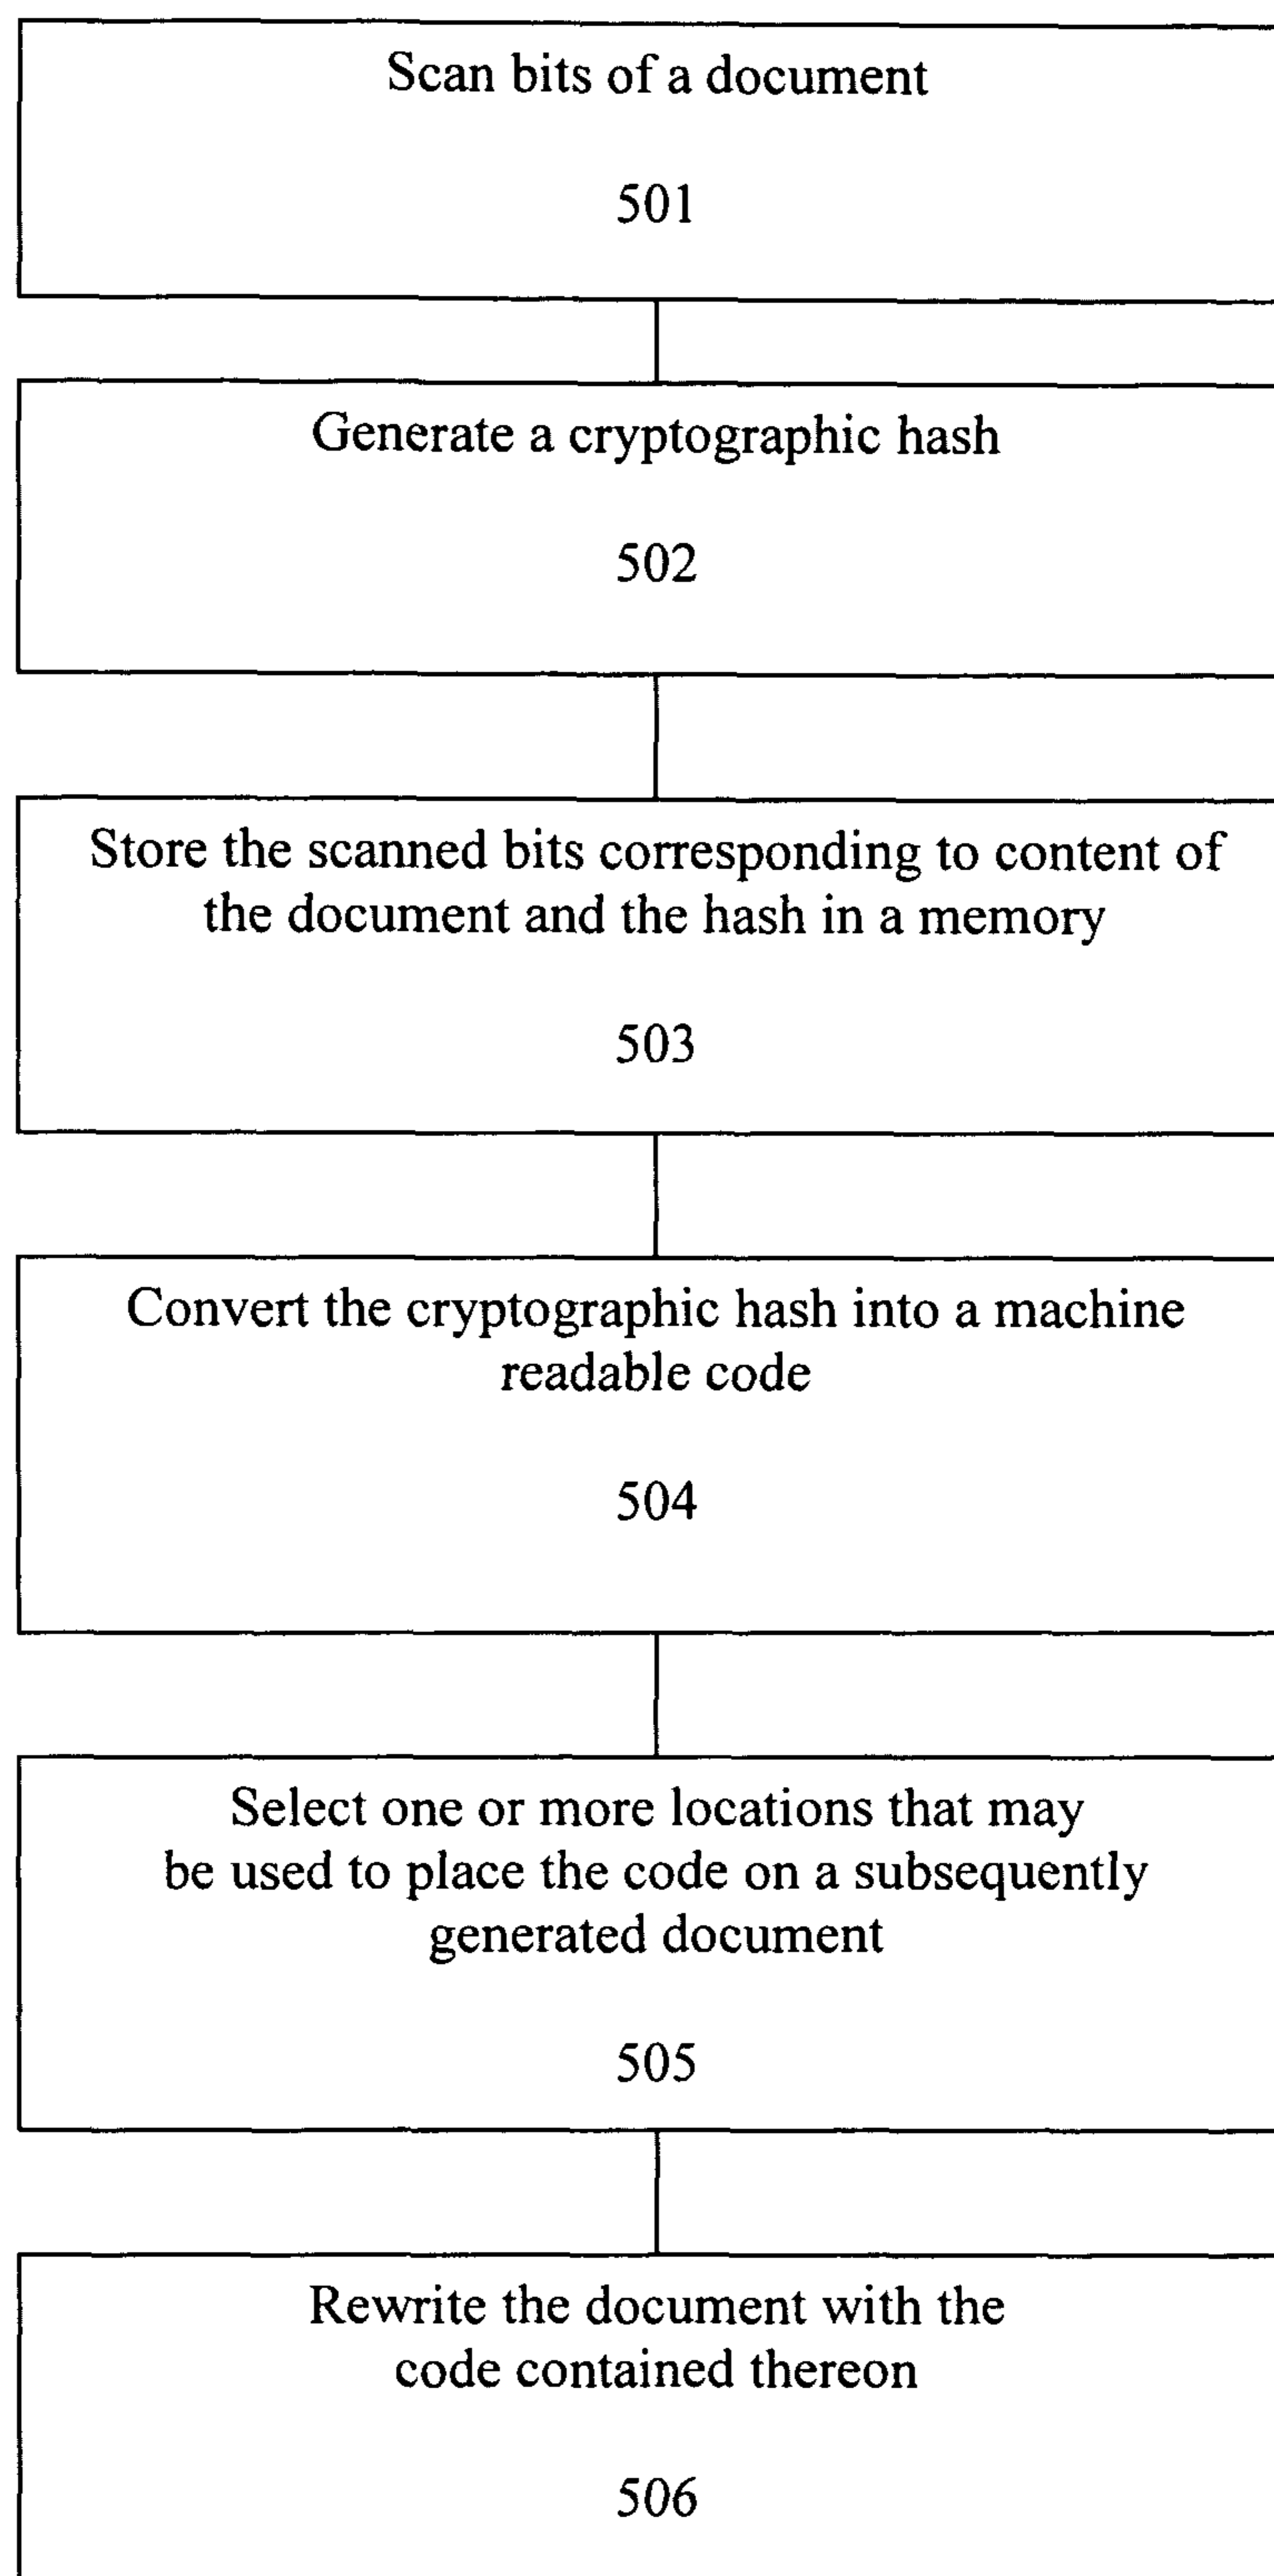 Scan bits of a document
501
Generate a cryptographic hash
502
Store the scanned bits corresponding to content of
the document and the hash in a memory
503
Convert the cryptographic hash into a machine
readable code
504
Select one or more locations that may
be used to place the code on a subsequently
generated document
505
Rewrite the document with the
code contained thereon
506